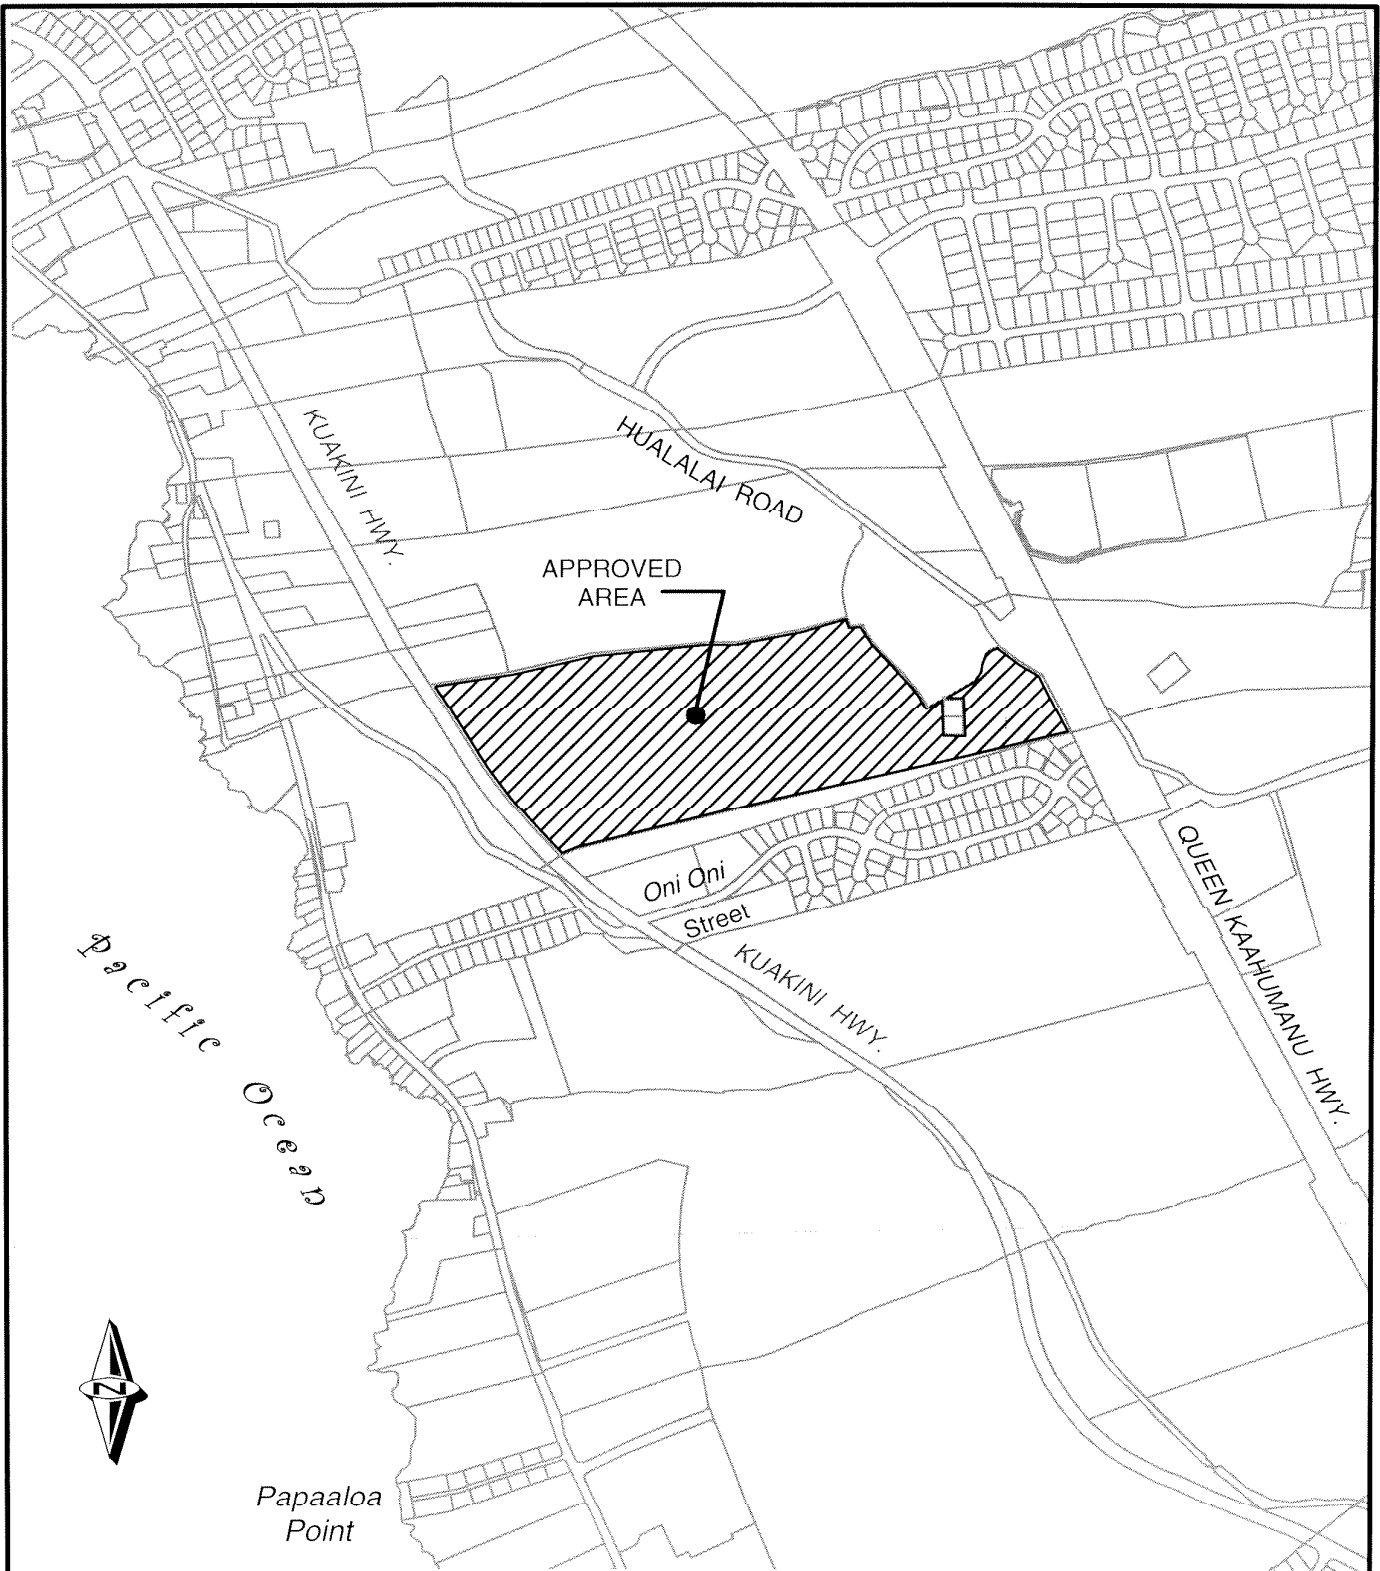 KUAKINI HWY.
HUALALAI ROAD
APPROVED
AREA
Oni Oni
Street
KUAKINI HWY.
QUEEN KAAHUMANU HWY.
Pacific Ocean
N
Papaaloa
Point